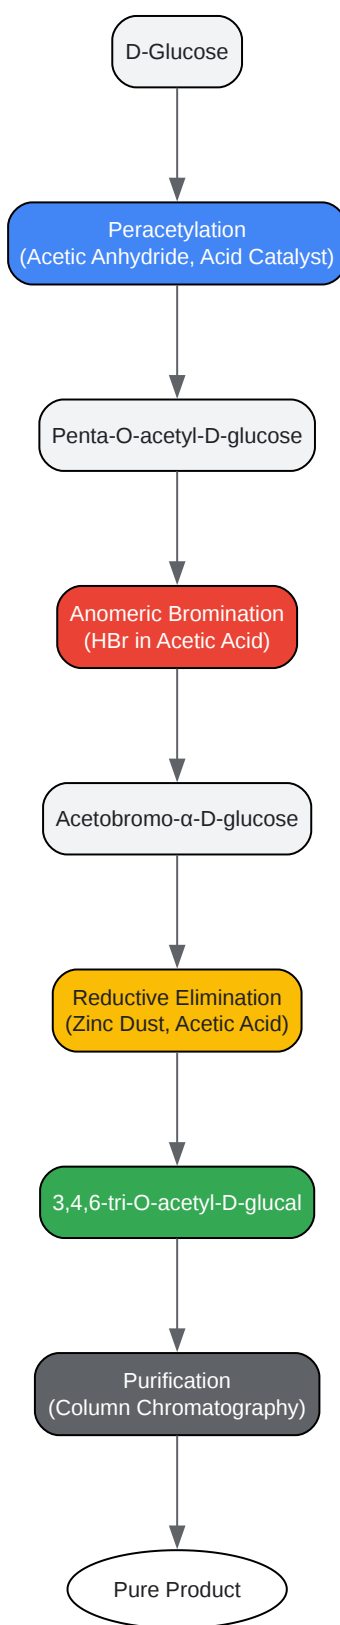 D-Glucose
Peracetylation
(Acetic Anhydride, Acid Catalyst)
Penta-O-acetyl-D-glucose
Anomeric Bromination
(HBr in Acetic Acid)
Acetobromo-α-D-glucose
Reductive Elimination
(Zinc Dust, Acetic Acid)
3,4,6-tri-O-acetyl-D-glucal
Purification
(Column Chromatography)
Pure Product